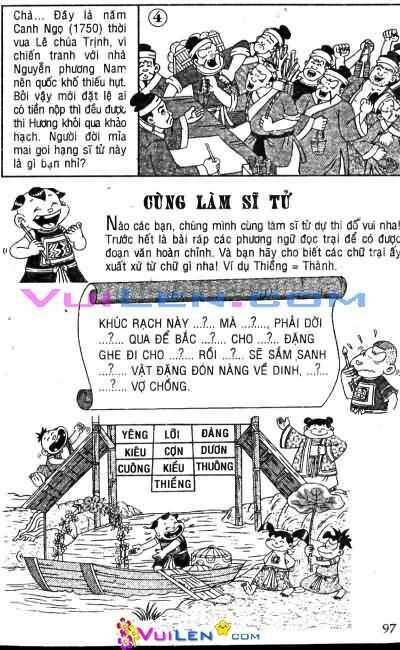 Chà... Đây là năm
Canh Ngọ (1750) thời
vua Lê chúa Trịnh, vì
chiến tranh với nhà
Nguyễn phương Nam
nên quốc khố thiếu hụt.
Bởi vậy mới đặt lệ ai
có tiền nộp thì đều được
thi Hương khỏi qua khảo
hạch. Người đời mỉa
mai gọi hạng sĩ tử này
là gì bạn nhỉ?
4
CÙNG LÀM SĨ TỬ
Nào các bạn, chúng mình cùng làm sĩ tử dự thi đố vui nha!
Trước hết là bài ráp các phương ngữ đọc trại để có được
đoạn văn hoàn chỉnh. Và bạn hãy cho biết các chữ trại ấy
xuất xứ từ chữ gì nha! Ví dụ Thiềng = Thành.
VuiLen.com
KHÚC RẠCH NÀY ...?... MÀ ...?..., PHẢI DỜI
...?... QUA ĐỂ BẮC ...?... CHO ...?... ĐẶNG
GHE ĐI CHO ...?... RỒI ...?... SẼ SẮM SANH
...?... VẬT ĐẶNG ĐÓN NÀNG VỀ DINH, ...?...
...?... VỢ CHỒNG.
YÊNG LỠI ĐÀNG
KIÊU CỢN DƯƠN
CUỒNG KIẾU THUÔNG
THIỀNG
97
VUILEN.COM